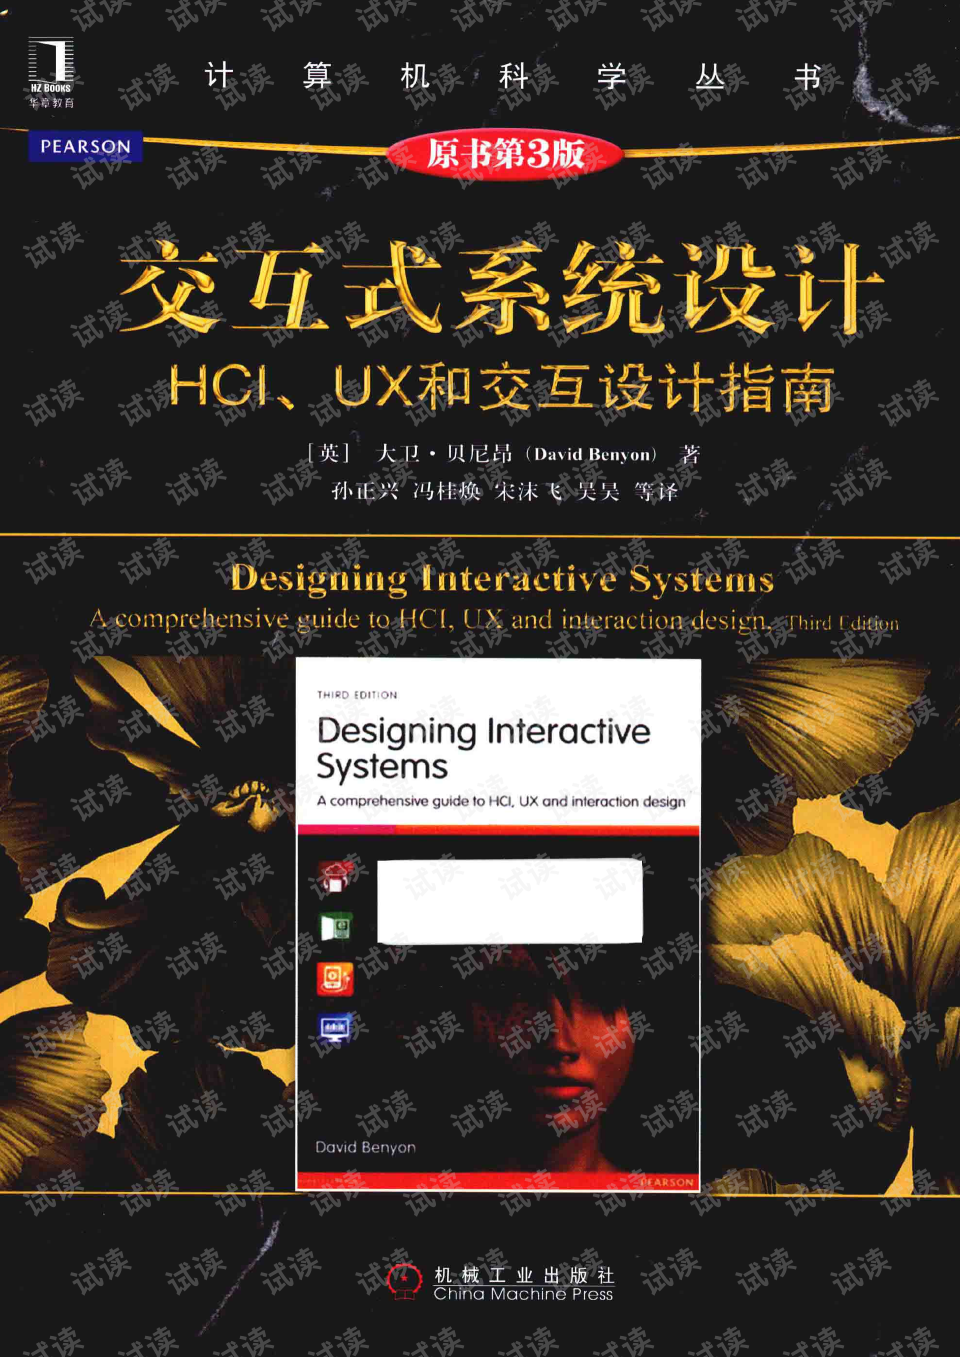 HZ BOOKS
华章教育
计算机科学丛书
PEARSON
原书第3版
交互式系统设计
HCI、UX和交互设计指南
[英] 大卫·贝尼昂 (David Benyon) 著
孙正兴 冯桂焕 宋沫飞 吴昊 等译
Designing Interactive Systems
A comprehensive guide to HCI, UX and interaction design, Third Edition
THIRD EDITION
Designing Interactive
Systems
A comprehensive guide to HCI, UX and interaction design
David Benyon
PEARSON
机械工业出版社
China Machine Press
试读